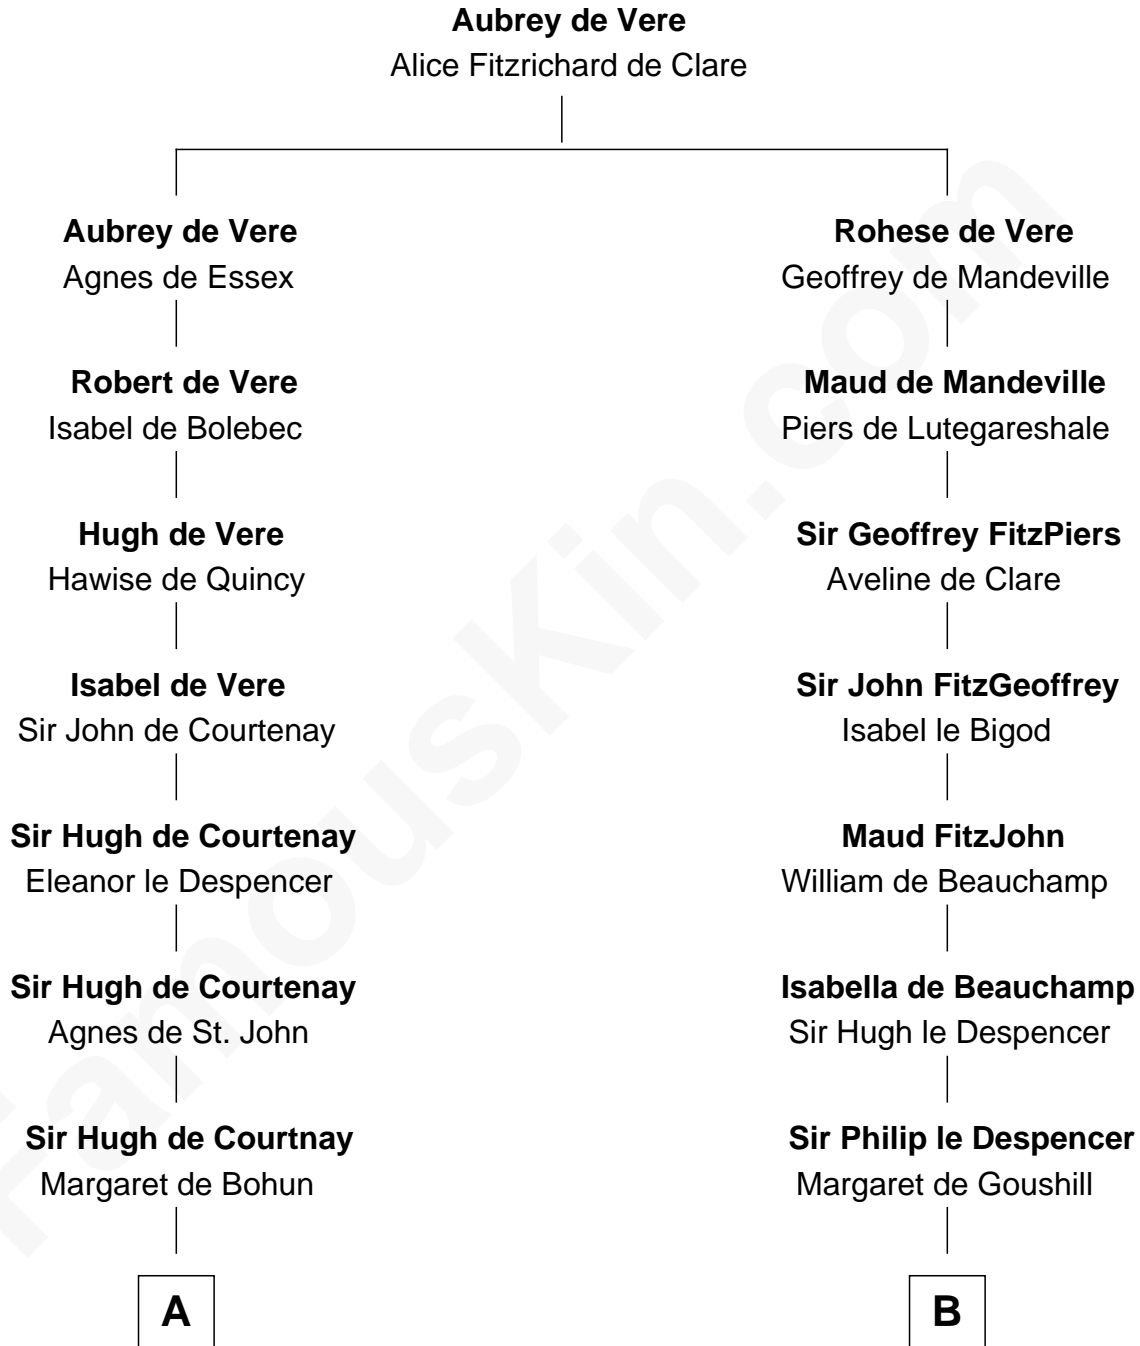 Aubrey de Vere
Alice Fitzrichard de Clare
Aubrey de Vere
Agnes de Essex
Robert de Vere
Isabel de Bolebec
Hugh de Vere
Hawise de Quincy
Isabel de Vere
Sir John de Courtenay
Sir Hugh de Courtenay
Eleanor le Despencer
Sir Hugh de Courtenay
Agnes de St. John
Sir Hugh de Courtnay
Margaret de Bohun
A
Rohese de Vere
Geoffrey de Mandeville
Maud de Mandeville
Piers de Lutegareshale
Sir Geoffrey FitzPiers
Aveline de Clare
Sir John FitzGeoffrey
Isabel le Bigod
Maud FitzJohn
William de Beauchamp
Isabella de Beauchamp
Sir Hugh le Despencer
Sir Philip le Despencer
Margaret de Goushill
B
FamousKin.com